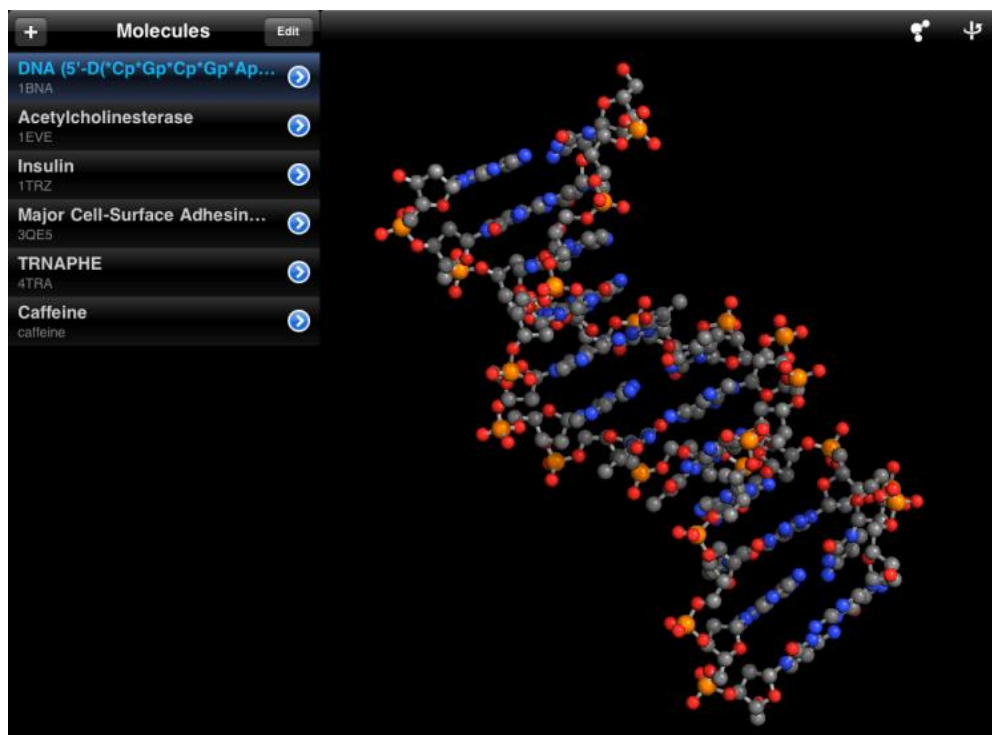 + Molecules Edit
DNA (5'-D(*Cp*Gp*Cp*Gp*Ap...
1BNA
Acetylcholinesterase
1EVE
Insulin
1TRZ
Major Cell-Surface Adhesin...
3QE5
TRNAPHE
4TRA
Caffeine
caffeine